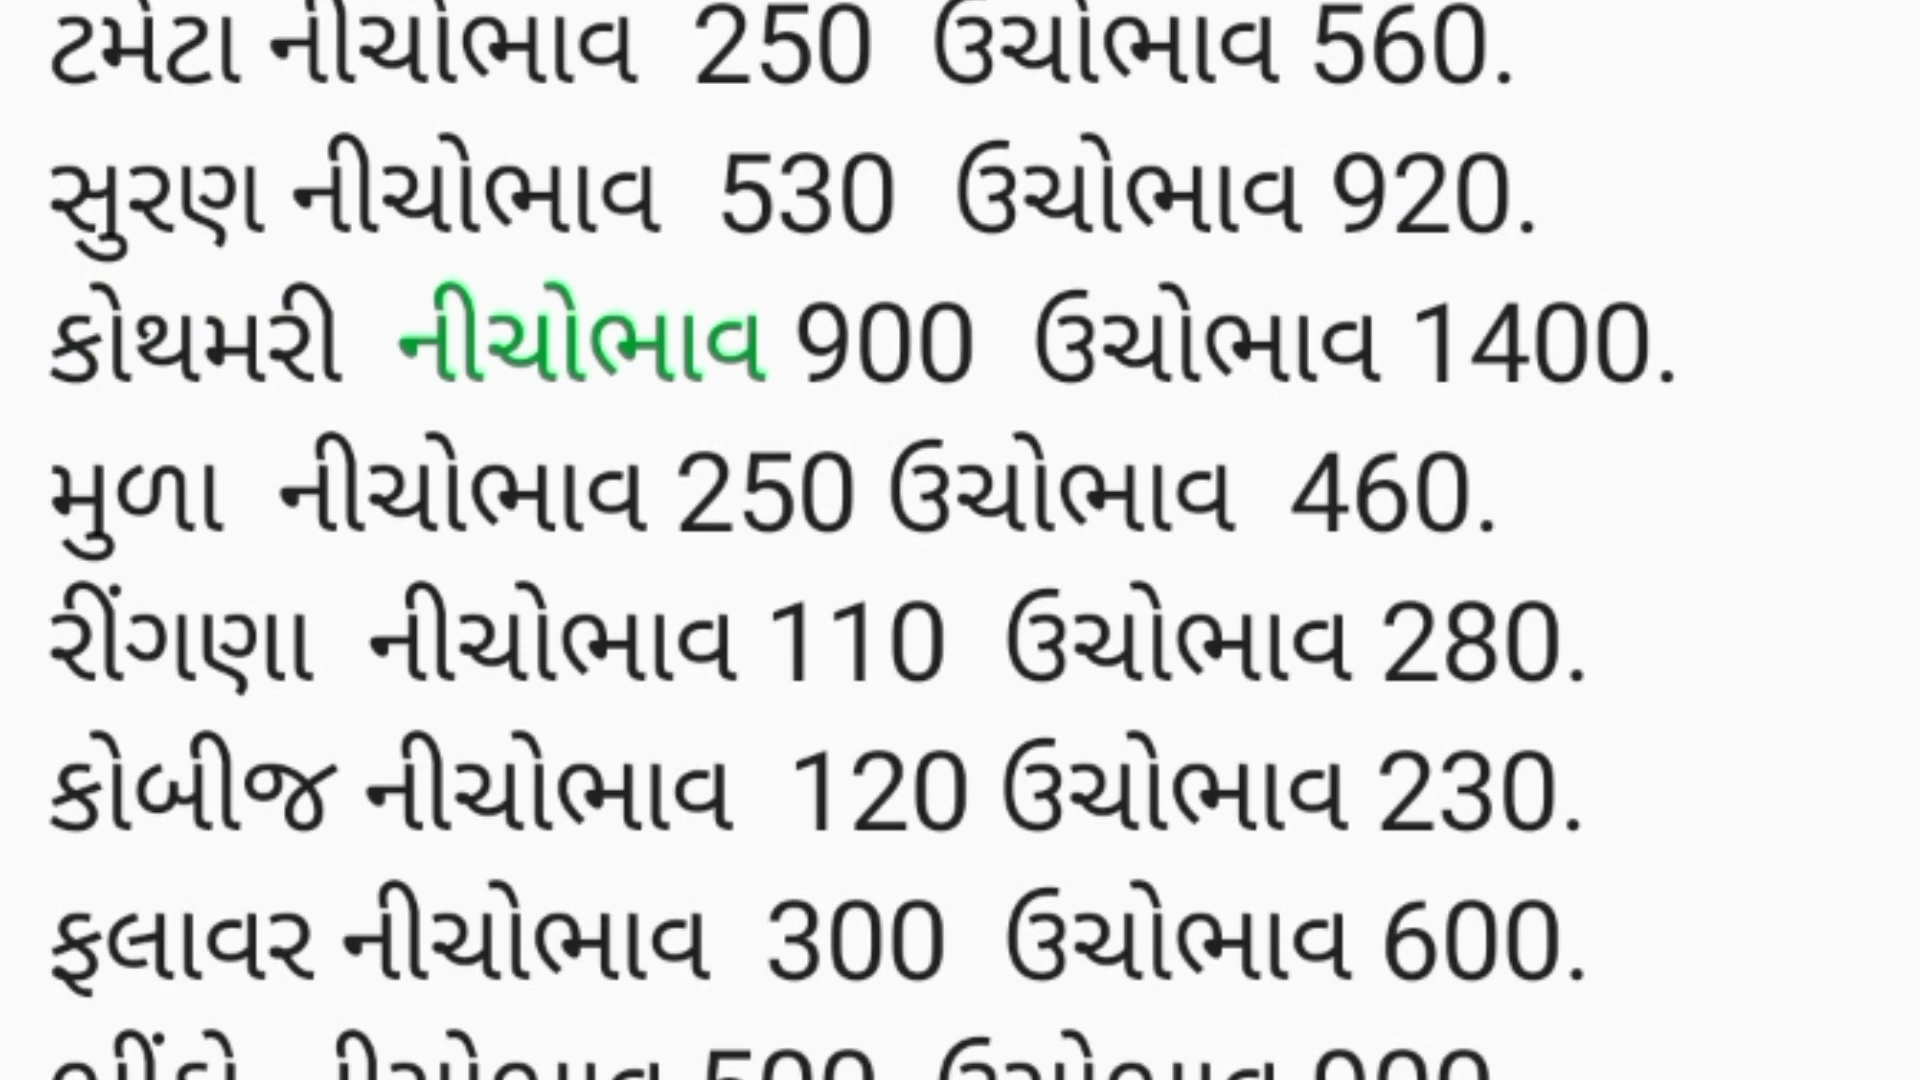 ટમેટા નીચોભાવ 250 ઉચોભાવ 560.
સુરણ નીચોભાવ 530 ઉચોભાવ 920.
કોથમરી નીચોભાવ 900 ઉચોભાવ 1400.
મુળા નીચોભાવ 250 ઉચોભાવ 460.
રીંગણા નીચોભાવ 110 ઉચોભાવ 280.
કોબીજ નીચોભાવ 120 ઉચોભાવ 230.
ફલાવર નીચોભાવ 300 ઉચોભાવ 600.
નીચોભાવ ઉચોભાવ